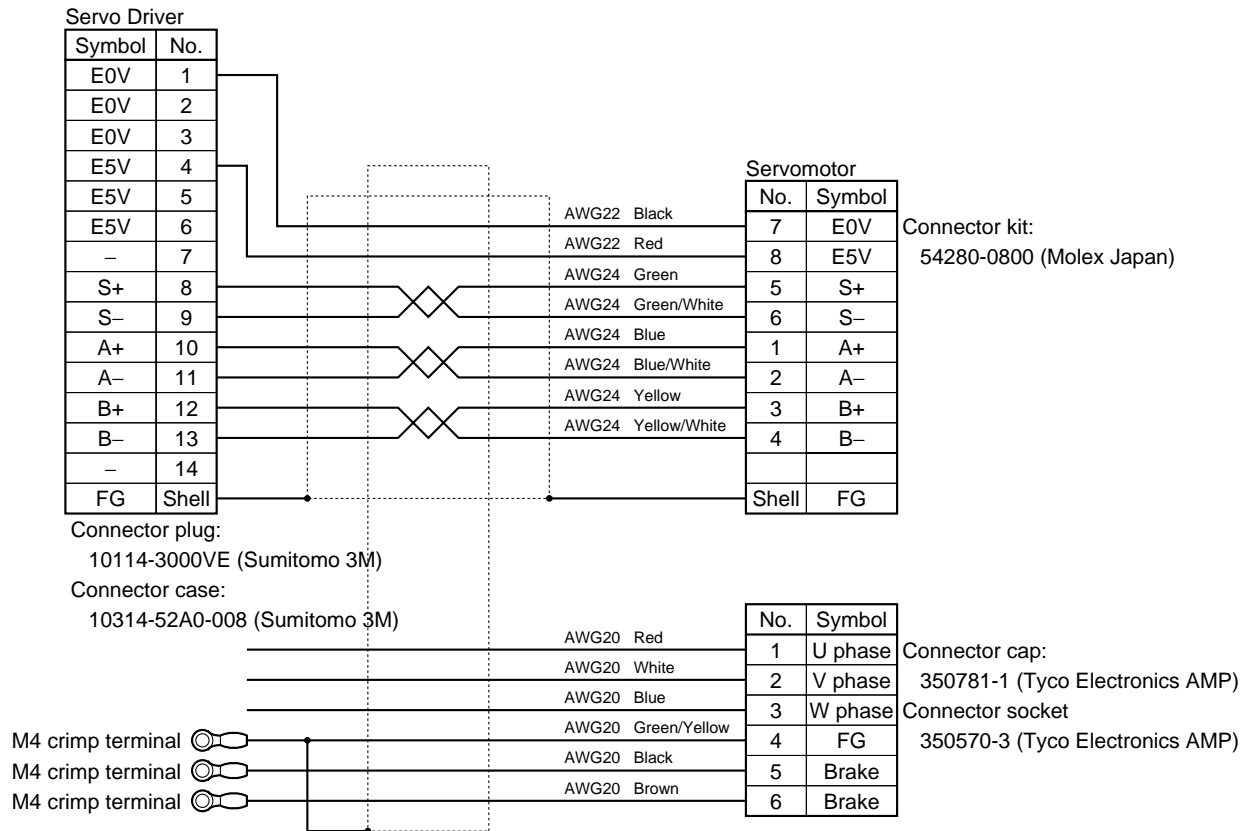 Servo Driver
Symbol No.
E0V 1
E0V 2
E0V 3
E5V 4
E5V 5
E5V 6
– 7
S+ 8
S– 9
A+ 10
A– 11
B+ 12
B– 13
– 14
FG Shell
Connector plug:
10114-3000VE (Sumitomo 3M)
Connector case:
10314-52A0-008 (Sumitomo 3M)
Servomotor
No. Symbol
AWG22 Black 7 E0V Connector kit:
AWG22 Red 8 E5V 54280-0800 (Molex Japan)
AWG24 Green 5 S+
AWG24 Green/White 6 S–
AWG24 Blue 1 A+
AWG24 Blue/White 2 A–
AWG24 Yellow 3 B+
AWG24 Yellow/White 4 B–
Shell FG
No. Symbol
AWG20 Red 1 U phase Connector cap:
AWG20 White 2 V phase 350781-1 (Tyco Electronics AMP)
AWG20 Blue 3 W phase Connector socket
M4 crimp terminal AWG20 Green/Yellow 4 FG 350570-3 (Tyco Electronics AMP)
M4 crimp terminal AWG20 Black 5 Brake
M4 crimp terminal AWG20 Brown 6 Brake